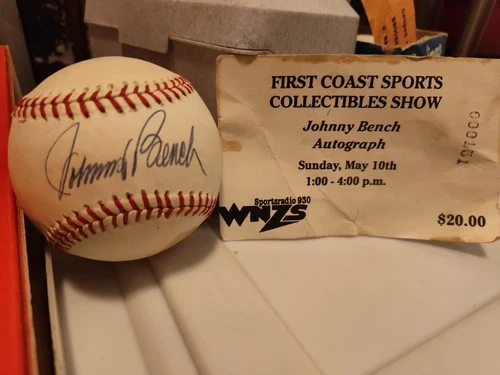 Johnny Bench
FIRST COAST SPORTS
COLLECTIBLES SHOW
Johnny Bench
Autograph
Sunday, May 10th
1:00 - 4:00 p.m.
000151
Sportsradio 930
WNZS
$20.00